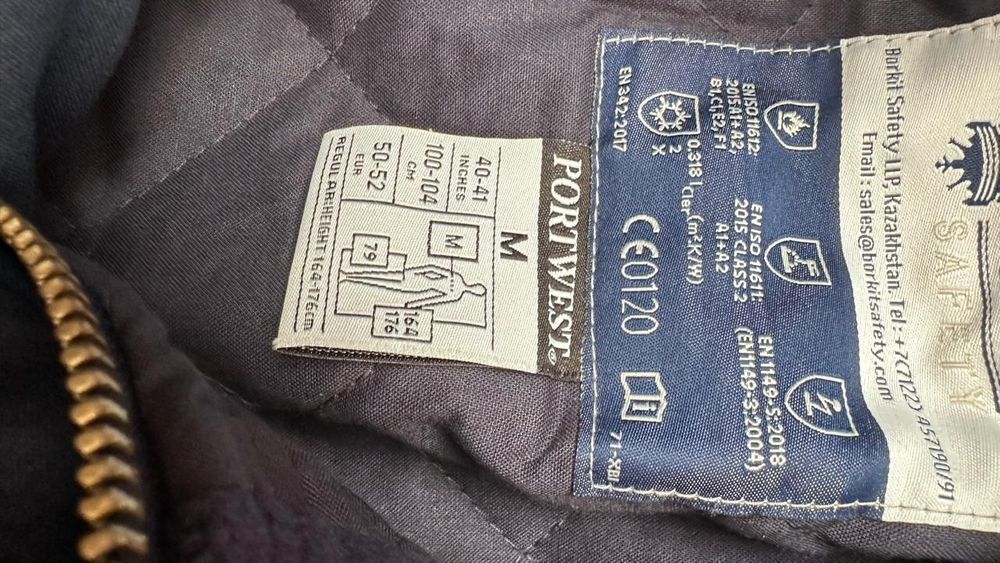 PORTWEST®
M
40-41
INCHES
100-104
CM
50-52
EUR
M
79
164
176
REGULAR:HEIGHT 164-176cm
SAFETY
Borkit Safety LLP, Kazakhstan. Tel: +7(7122) 457190/91
Email : sales@borkitsafety.com
EN ISO 11612:
2015 A1+A2,
B1, C1, E2, F1
EN ISO 11611:
2015 CLASS 2
A1+A2
EN 1149-5:2018
(EN1149-3:2004)
EN342:2017
2
X
0.318 Icler (m²K/W)
CE0120
i